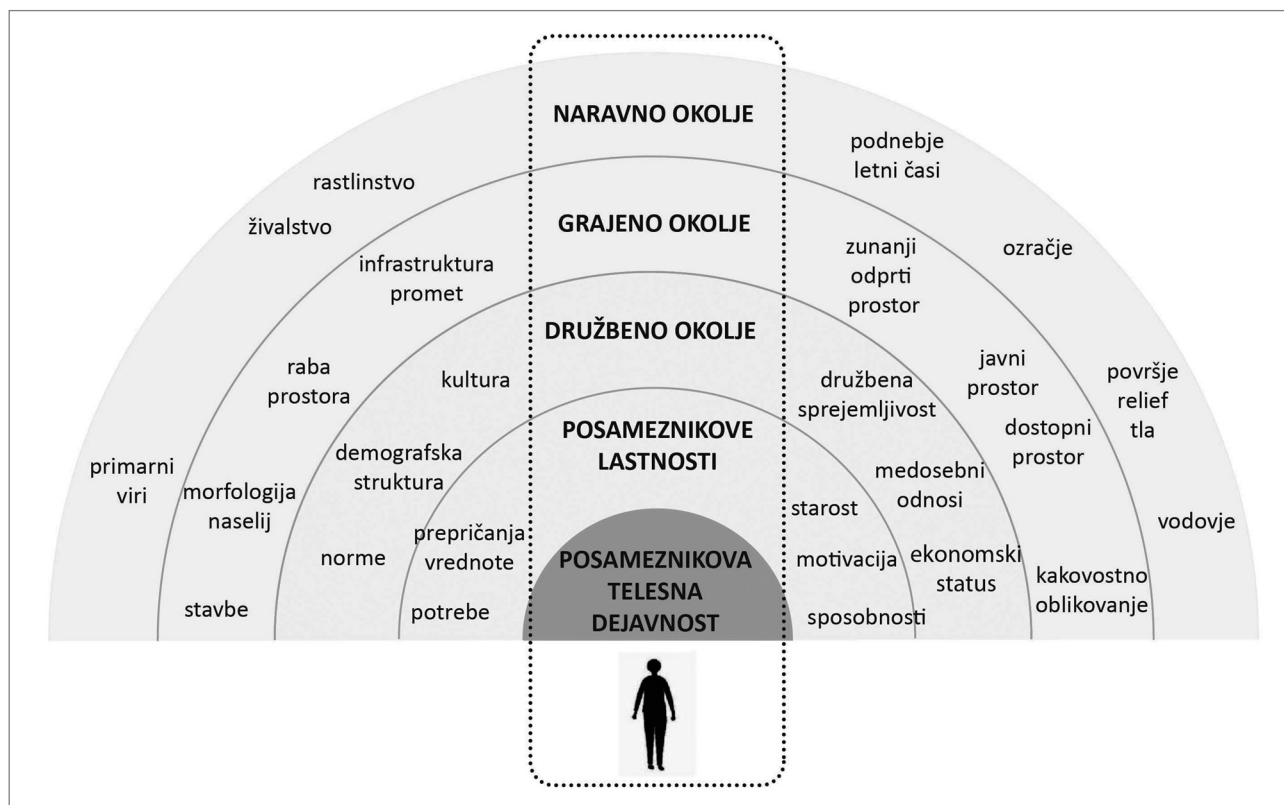 NARAVNO OKOLJE
rastlinstvo
živalstvo
primarni
viri
podnebje
letni časi
ozračje
površje
relief
tla
vodovje
GRAJENO OKOLJE
infrastruktura
promet
raba
prostora
morfologija
naselij
stavbe
zunanji
odprti
prostor
javni
prostor
dostopni
prostor
kakovostno
oblikovanje
DRUŽBENO OKOLJE
kultura
demografska
struktura
norme
družbena
sprejemljivost
medosebni
odnosi
ekonomski
status
POSAMEZNIKOVE
LASTNOSTI
prepričanja
vrednote
potrebe
starost
motivacija
sposobnosti
POSAMEZNIKOVA
TELESNA
DEJAVNOST